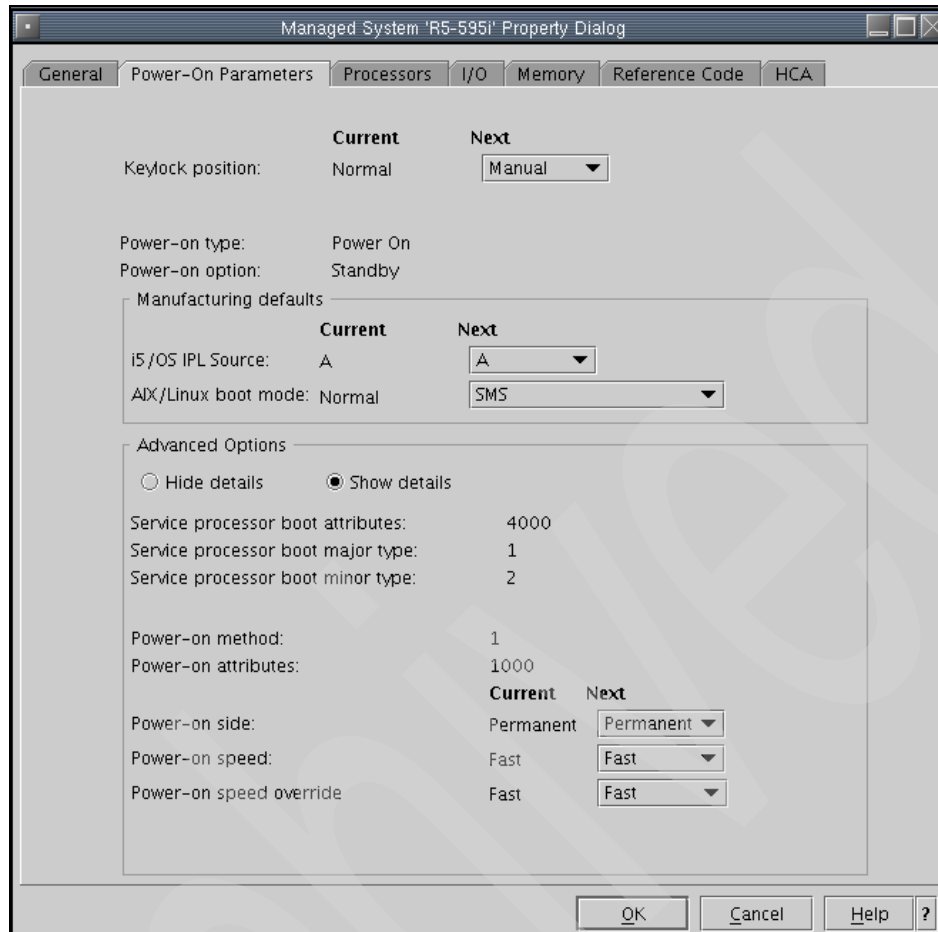 Managed System 'R5-595i' Property Dialog
General Power-On Parameters Processors I/O Memory Reference Code HCA
Current Next
Keylock position: Normal Manual
Power-on type: Power On
Power-on option: Standby
Manufacturing defaults
Current Next
i5/OS IPL Source: A A
AIX/Linux boot mode: Normal SMS
Advanced Options
Hide details Show details
Service processor boot attributes: 4000
Service processor boot major type: 1
Service processor boot minor type: 2
Power-on method: 1
Power-on attributes: 1000
Current Next
Power-on side: Permanent Permanent
Power-on speed: Fast Fast
Power-on speed override Fast Fast
OK Cancel Help ?